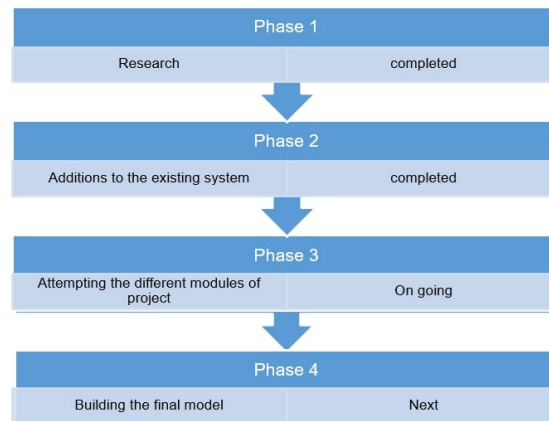 Phase 1
Research
completed
Phase 2
Additions to the existing system
completed
Phase 3
Attempting the different modules of
project
On going
Phase 4
Building the final model
Next